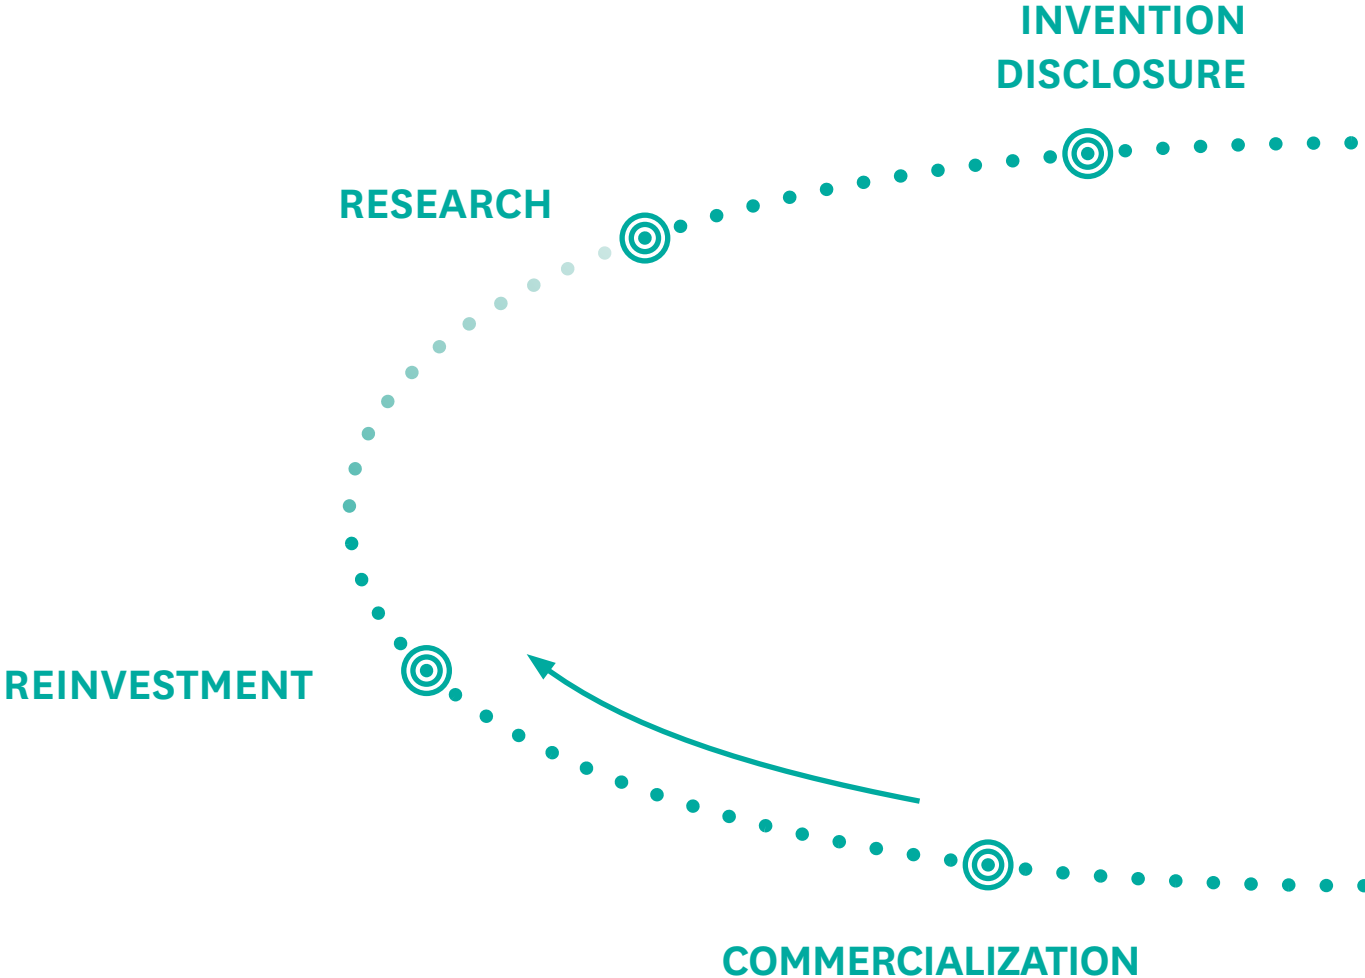 INVENTION
DISCLOSURE
RESEARCH
REINVESTMENT
COMMERCIALIZATION